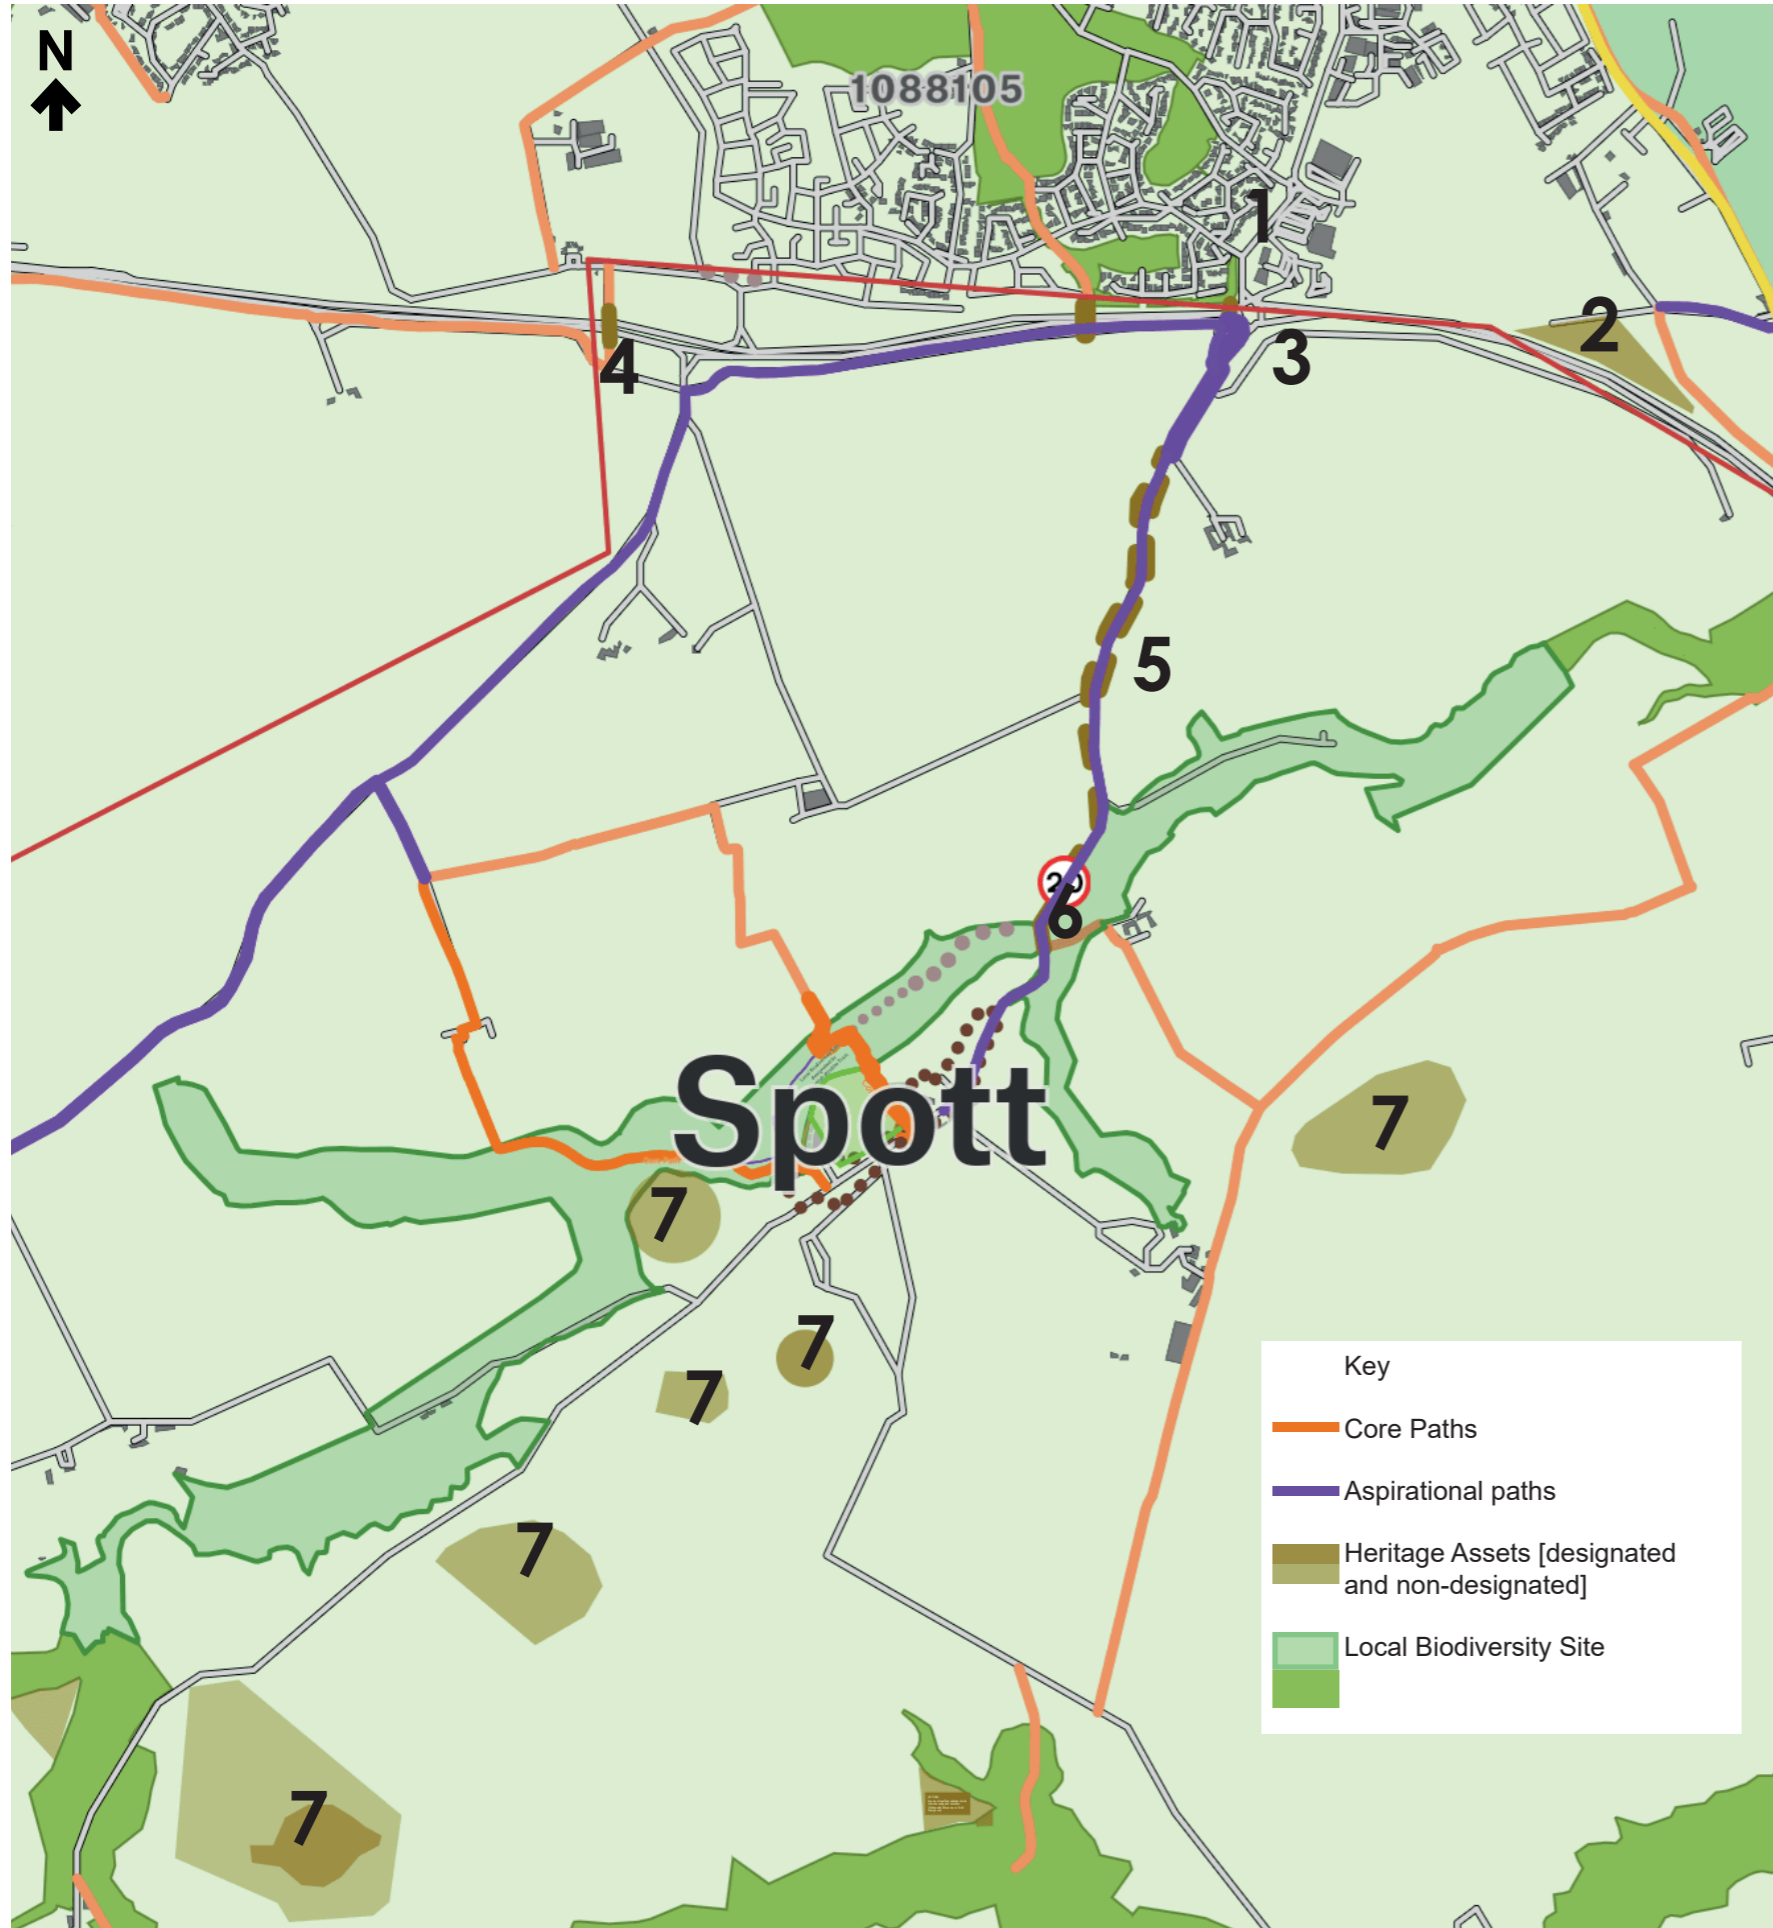 N
1088105
1
2
3
4
5
20
6
Spott
7
7
7
7
7
7
Key
Core Paths
Aspirational paths
Heritage Assets [designated
and non-designated]
Local Biodiversity Site